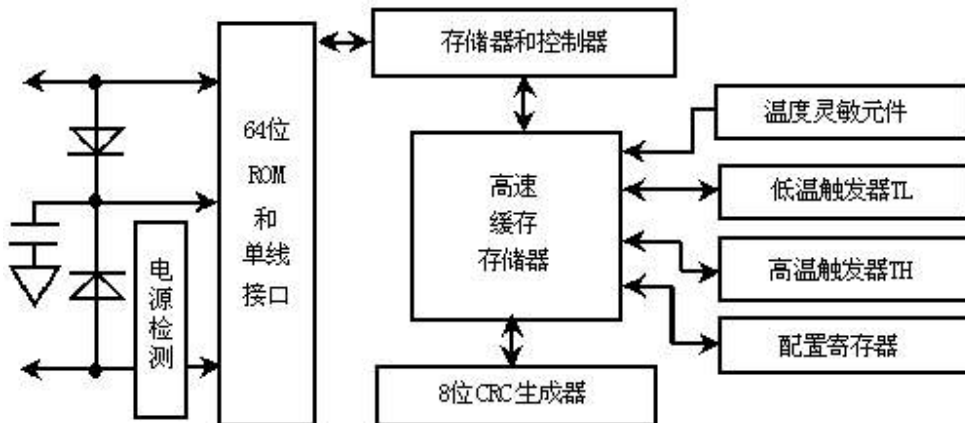 存储器和控制器
64位
ROM
和
单线
接口
电
源
检
测
高速
缓存
存储器
温度灵敏元件
低温触发器TL
高温触发器TH
配置寄存器
8位CRC生成器